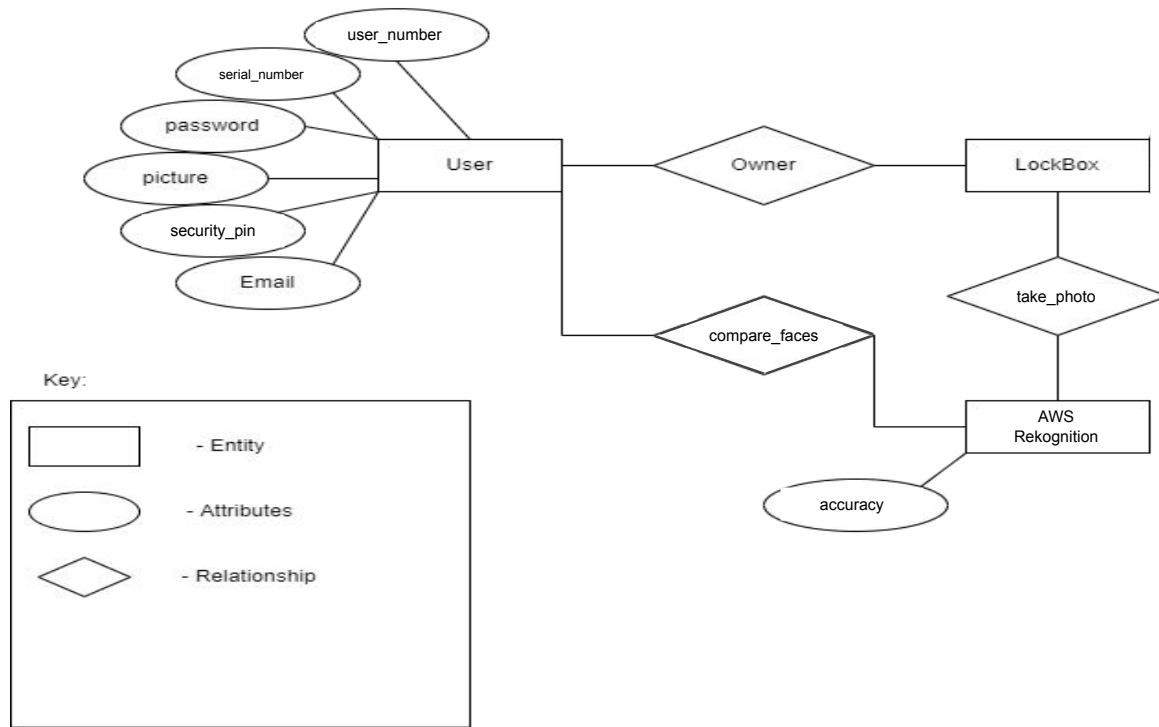 user_number
serial_number
password
User
Owner
LockBox
picture
security_pin
Email
take_photo
compare_faces
Key:
AWS
Rekognition
- Entity
accuracy
- Attributes
- Relationship